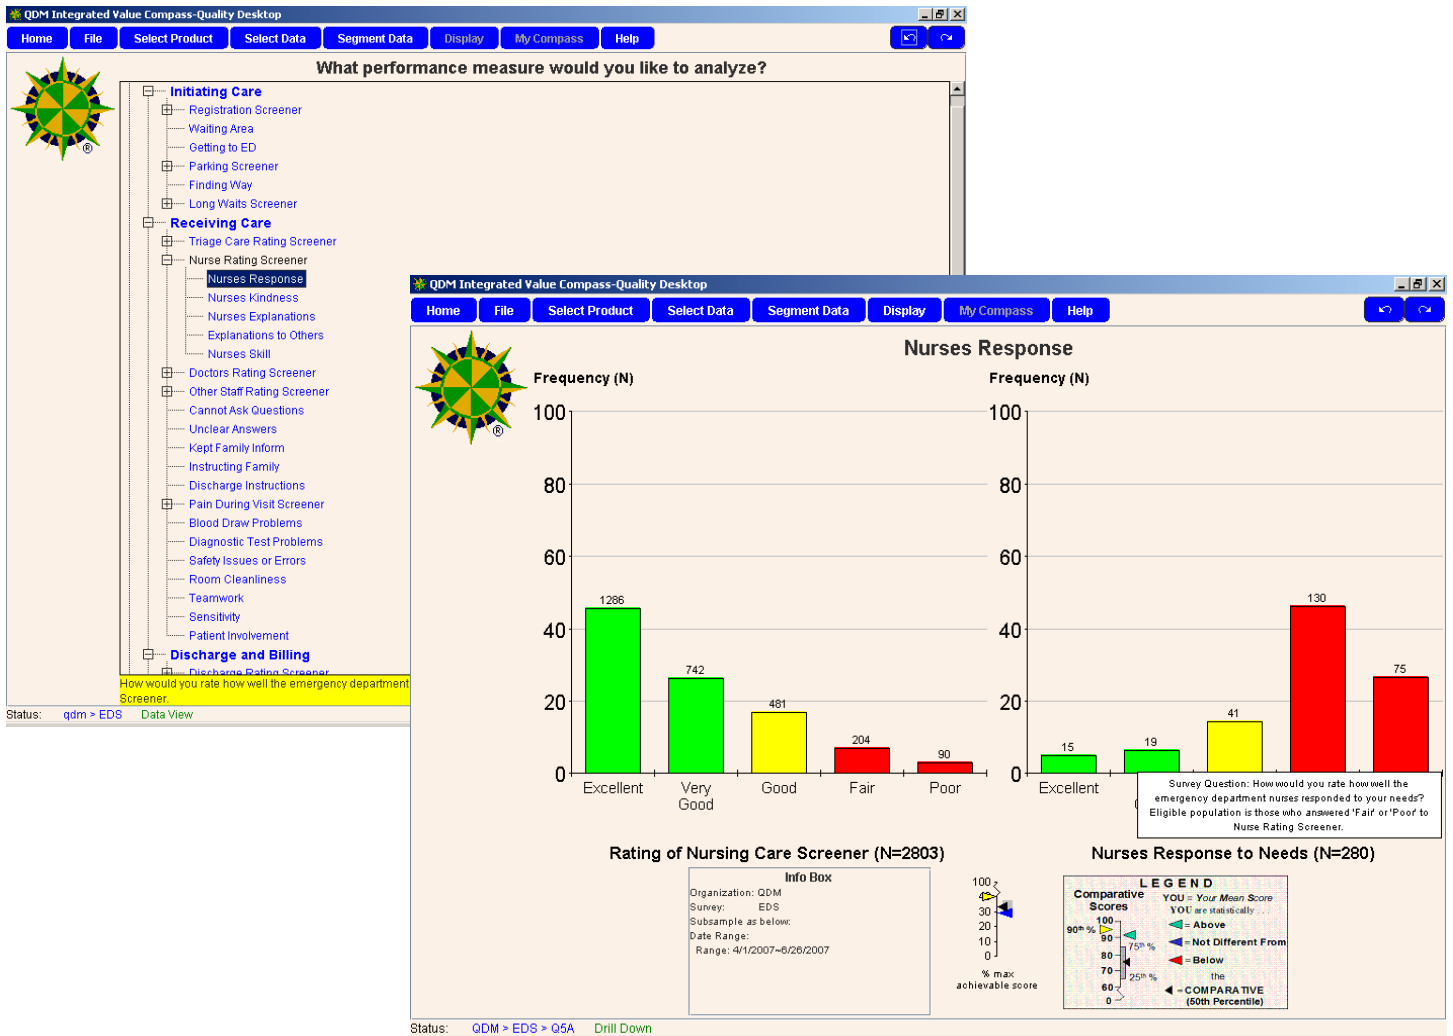 QDM Integrated Value Compass-Quality Desktop
Home File Select Product Select Data Segment Data Display My Compass Help
What performance measure would you like to analyze?
®
Initiating Care
Registration Screener
Waiting Area
Getting to ED
Parking Screener
Finding Way
Long Waits Screener
Receiving Care
Triage Care Rating Screener
Nurse Rating Screener
Nurses Response
Nurses Kindness
Nurses Explanations
Explanations to Others
Nurses Skill
Doctors Rating Screener
Other Staff Rating Screener
Cannot Ask Questions
Unclear Answers
Kept Family Inform
Instructing Family
Discharge Instructions
Pain During Visit Screener
Blood Draw Problems
Diagnostic Test Problems
Safety Issues or Errors
Room Cleanliness
Teamwork
Sensitivity
Patient Involvement
Discharge and Billing
Discharge Rating Screener
How would you rate how well the emergency department
Screener.
Status: qdm > EDS Data View
QDM Integrated Value Compass-Quality Desktop
Home File Select Product Select Data Segment Data Display My Compass Help
Nurses Response
®
Frequency (N)
100
80
60
40
20
0
1286
742
481
204
90
Excellent
Very
Good
Good
Fair
Poor
Rating of Nursing Care Screener (N=2803)
Frequency (N)
100
80
60
40
20
0
15
19
41
130
75
Excellent
Survey Question: How would you rate how well the
emergency department nurses responded to your needs?
Eligible population is those who answered 'Fair' or 'Poor' to
Nurse Rating Screener.
Nurses Response to Needs (N=280)
Info Box
Organization: QDM
Survey: EDS
Subsample as below:
Date Range:
Range: 4/1/2007~6/26/2007
100
30
20
10
0
% max
achievable score
LEGEND
Comparative
Scores
YOU = Your Mean Score
YOU are statistically . . .
100
90th %
90
80
75th %
70
25th %
60
0
= Above
= Not Different From
= Below
the
= COMPARATIVE
(50th Percentile)
Status: QDM > EDS > Q5A Drill Down